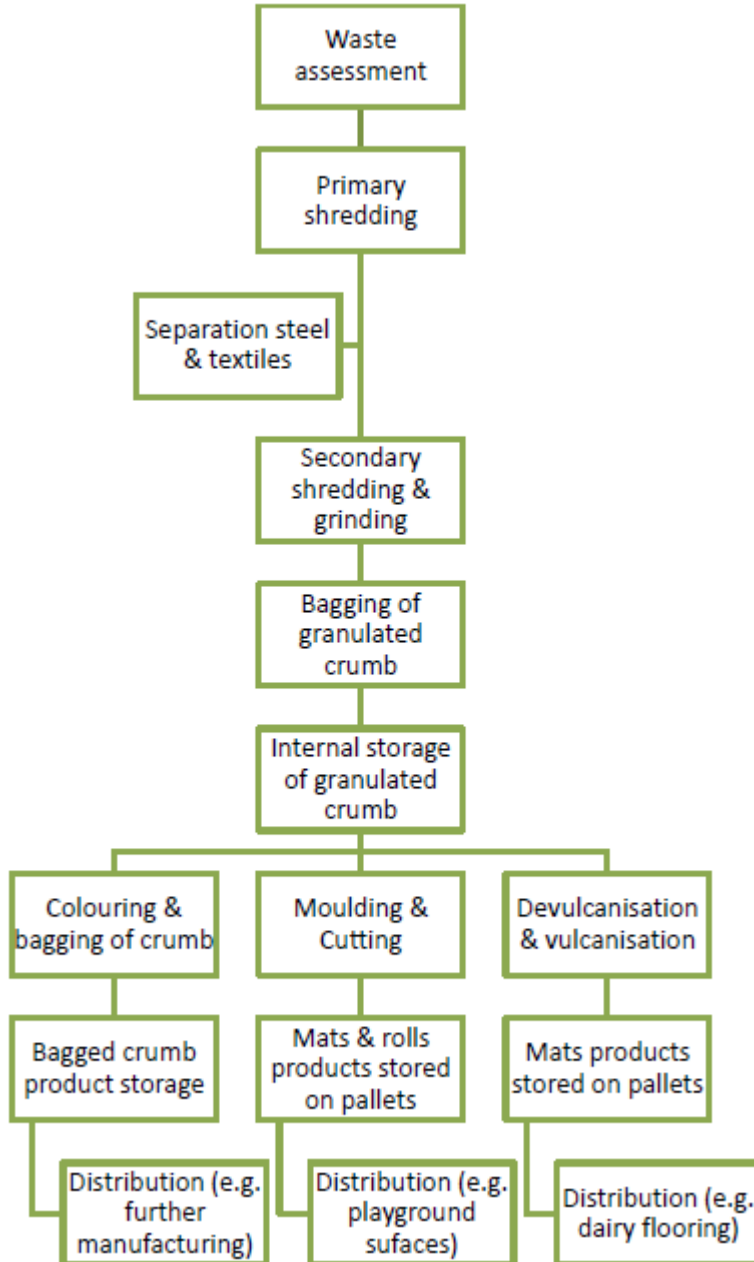 Waste
assessment
Primary
shredding
Separation steel
& textiles
Secondary
shredding &
grinding
Bagging of
granulated
crumb
Internal storage
of granulated
crumb
Colouring &
bagging of crumb
Moulding &
Cutting
Devulcanisation
& vulcanisation
Bagged crumb
product storage
Mats & rolls
products stored
on pallets
Mats products
stored on pallets
Distribution (e.g.
further
manufacturing)
Distribution (e.g.
playground
sufaces)
Distribution (e.g.
dairy flooring)